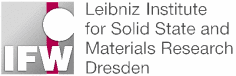 IFW
Leibniz Institute
for Solid State and
Materials Research
Dresden